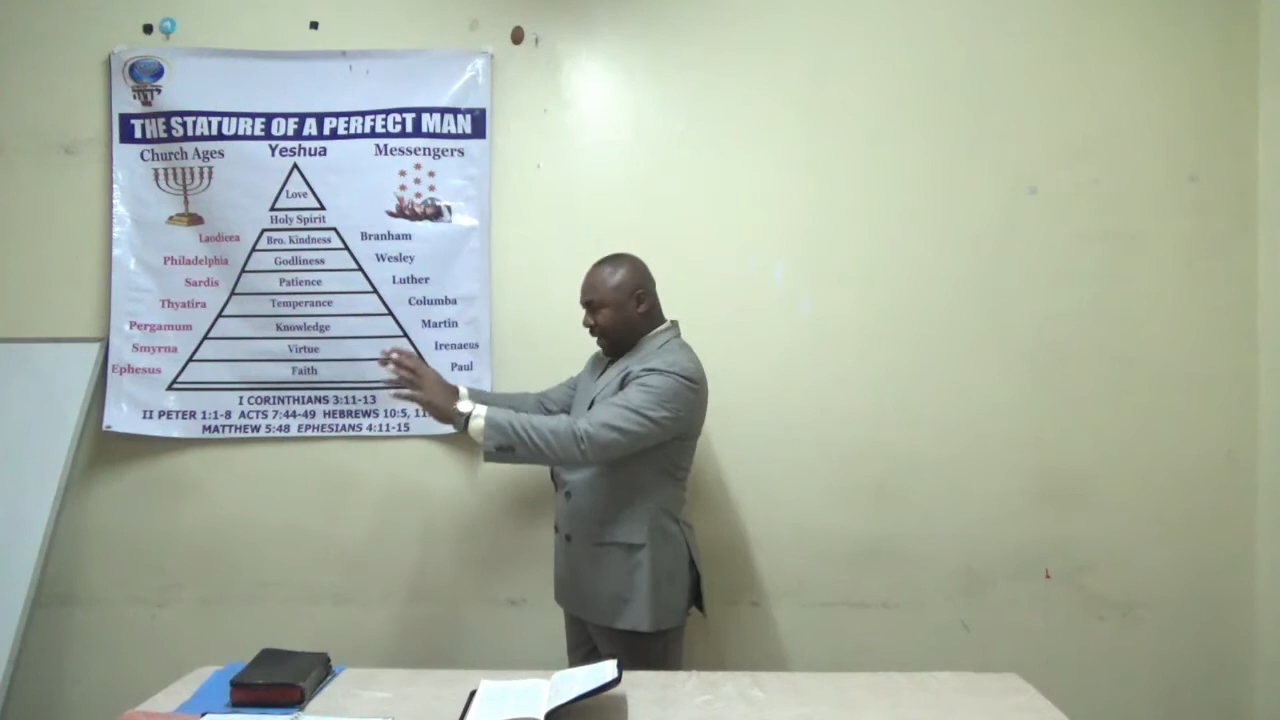 יהוה
THE STATURE OF A PERFECT MAN
Church Ages Yeshua Messengers
Love
Holy Spirit
Laodicea Bro. Kindness Branham
Philadelphia Godliness Wesley
Sardis Patience Luther
Thyatira Temperance Columba
Pergamum Knowledge Martin
Smyrna Virtue Irenaeus
Ephesus Faith Paul
I CORINTHIANS 3:11-13
II PETER 1:1-8 ACTS 7:44-49 HEBREWS 10:5, 11
MATTHEW 5:48 EPHESIANS 4:11-15